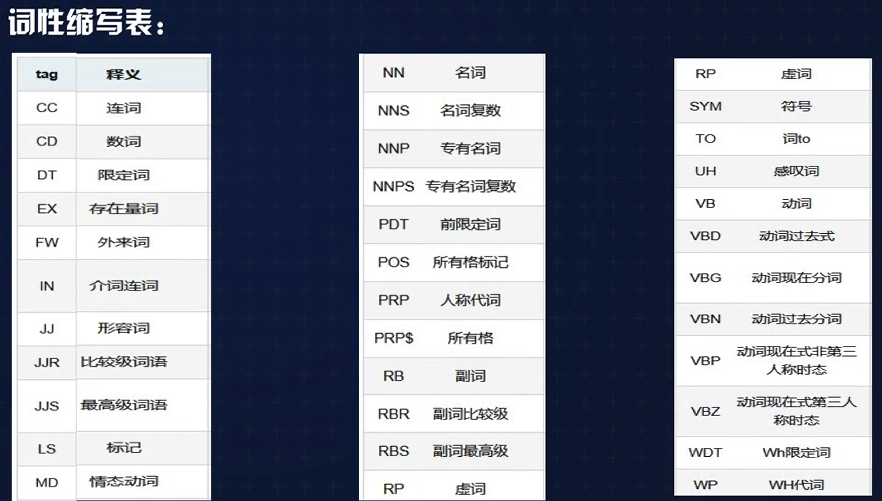 词性缩写表：
tag 释义
CC 连词
CD 数词
DT 限定词
EX 存在量词
FW 外来词
IN 介词连词
JJ 形容词
JJR 比较级词语
JJS 最高级词语
LS 标记
MD 情态动词
NN 名词
NNS 名词复数
NNP 专有名词
NNPS 专有名词复数
PDT 前限定词
POS 所有格标记
PRP 人称代词
PRP$ 所有格
RB 副词
RBR 副词比较级
RBS 副词最高级
RP 虚词
RP 虚词
SYM 符号
TO 词to
UH 感叹词
VB 动词
VBD 动词过去式
VBG 动词现在分词
VBN 动词过去分词
VBP 动词现在式非第三
人称时态
VBZ 动词现在式第三人
称时态
WDT Wh限定词
WP WH代词